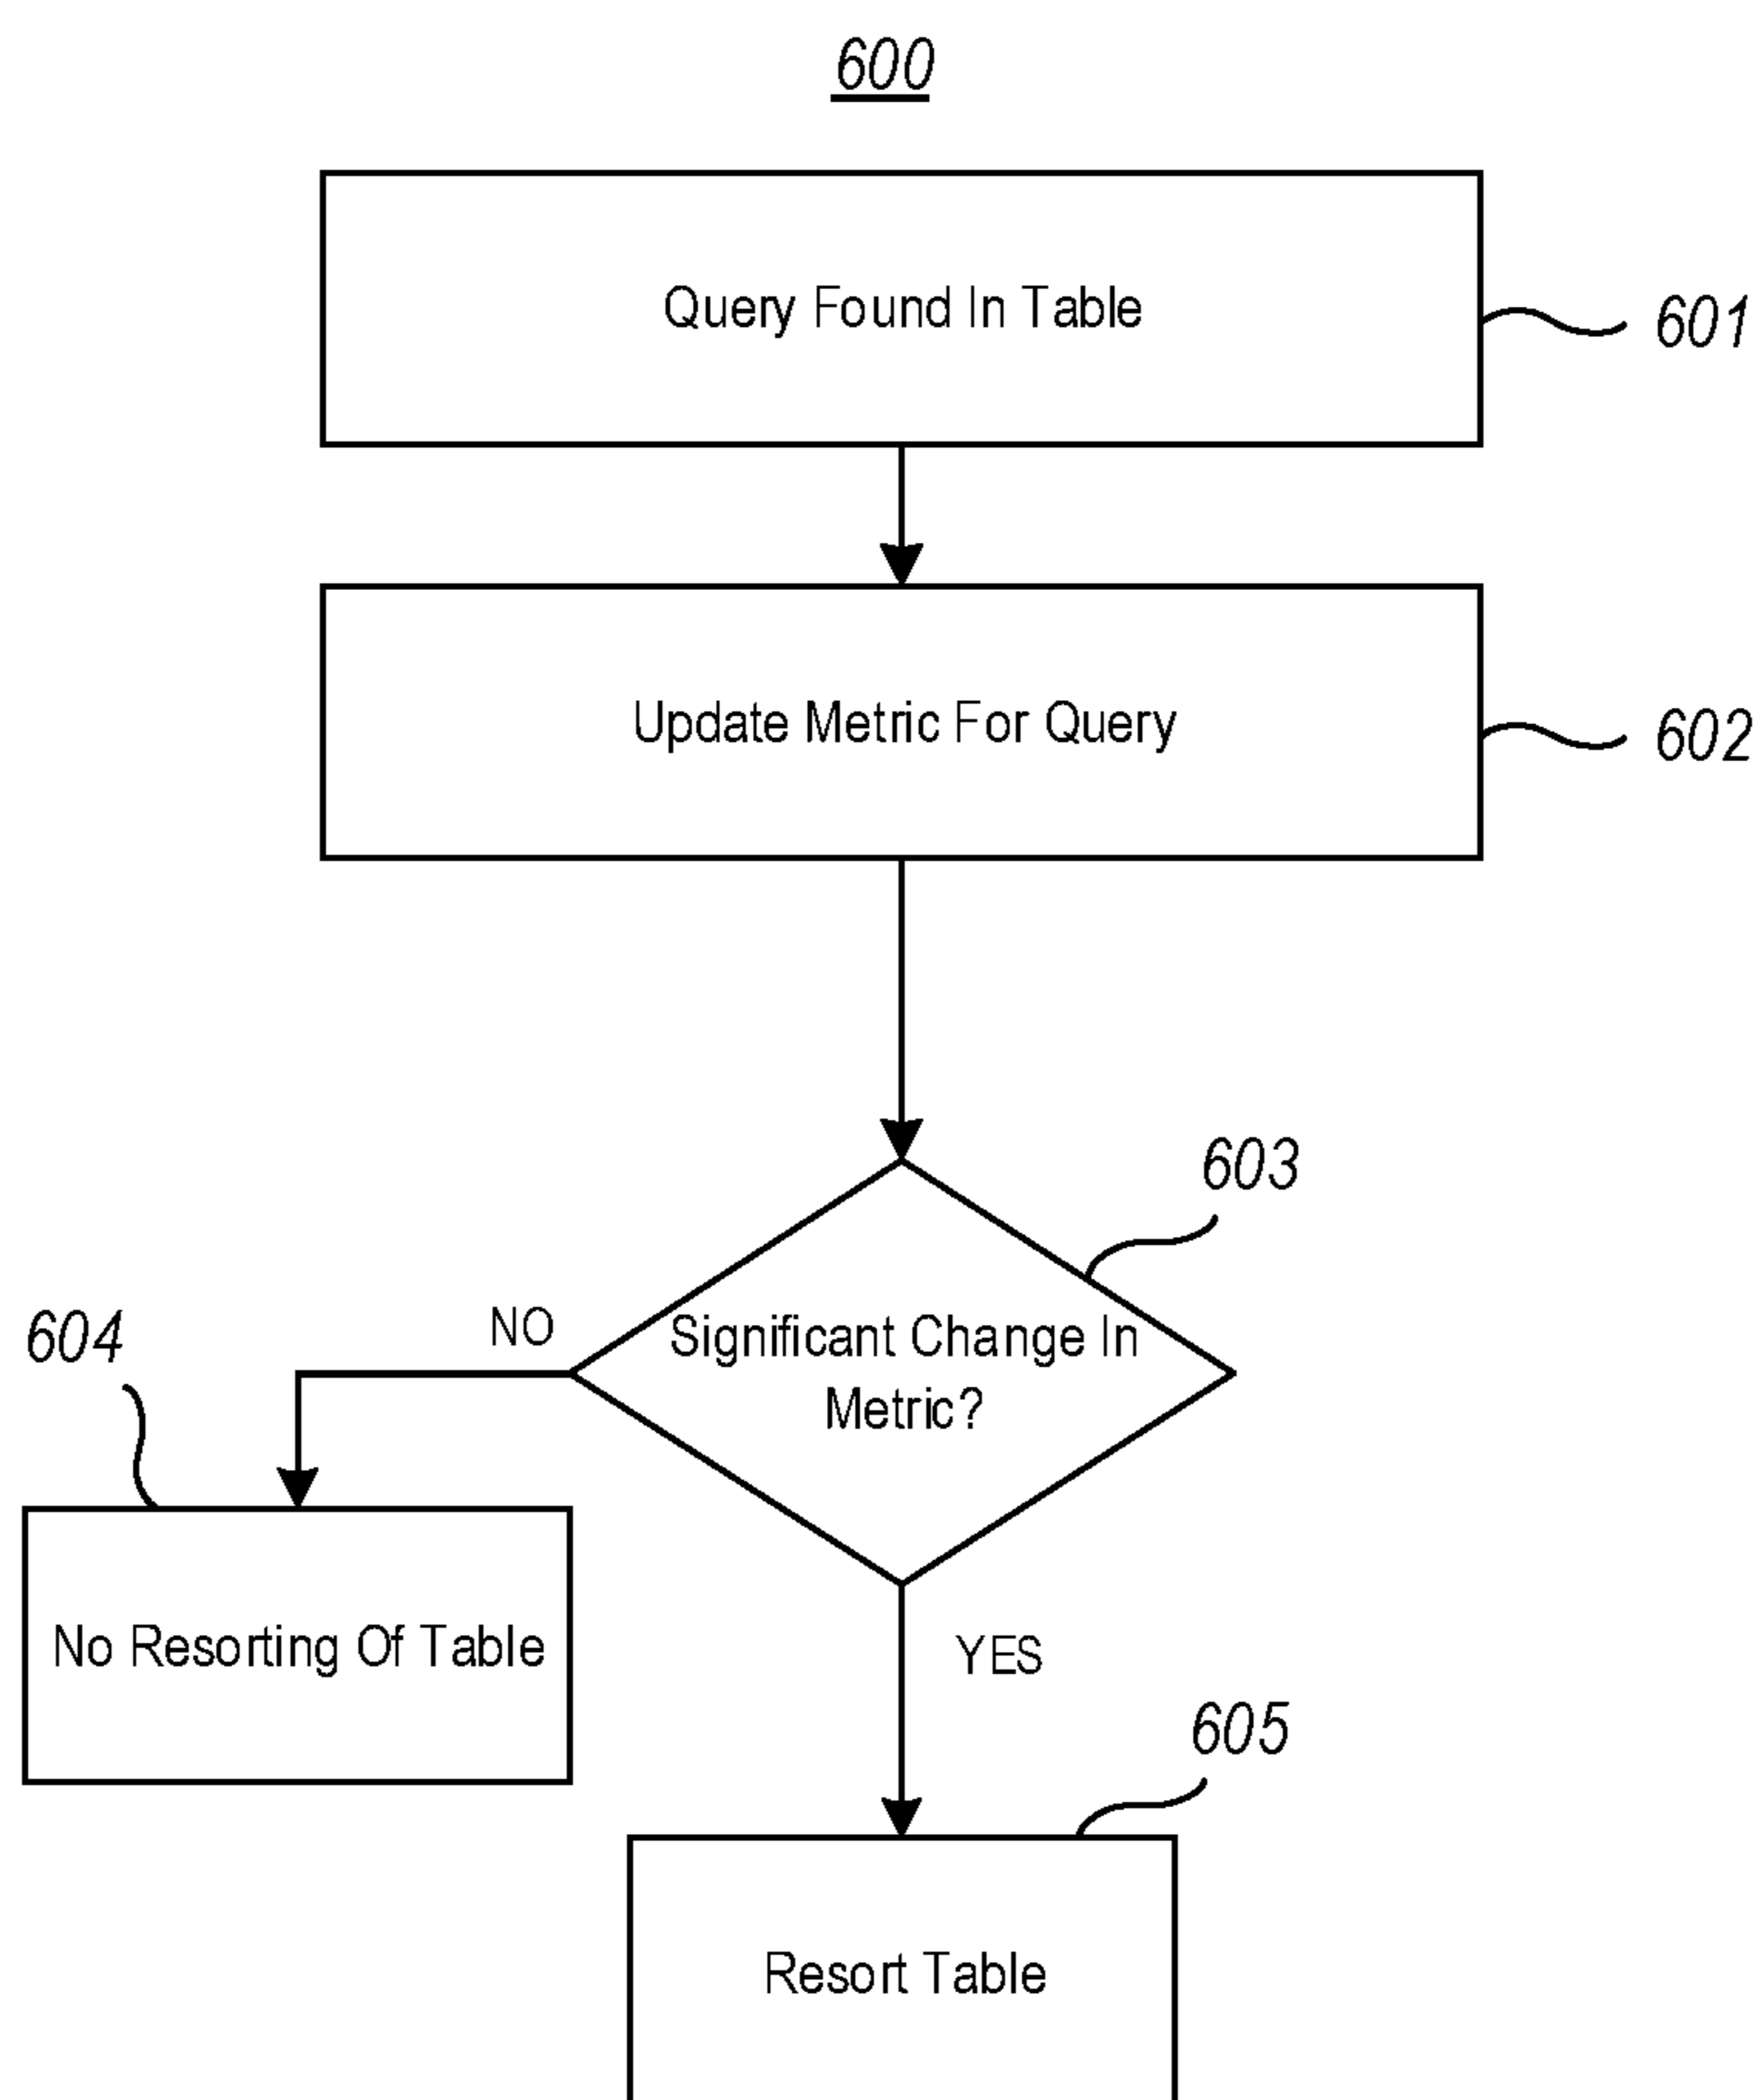 600
Query Found In Table
601
Update Metric For Query
602
603
Significant Change In
Metric?
NO
604
No Resorting Of Table
YES
605
Resort Table